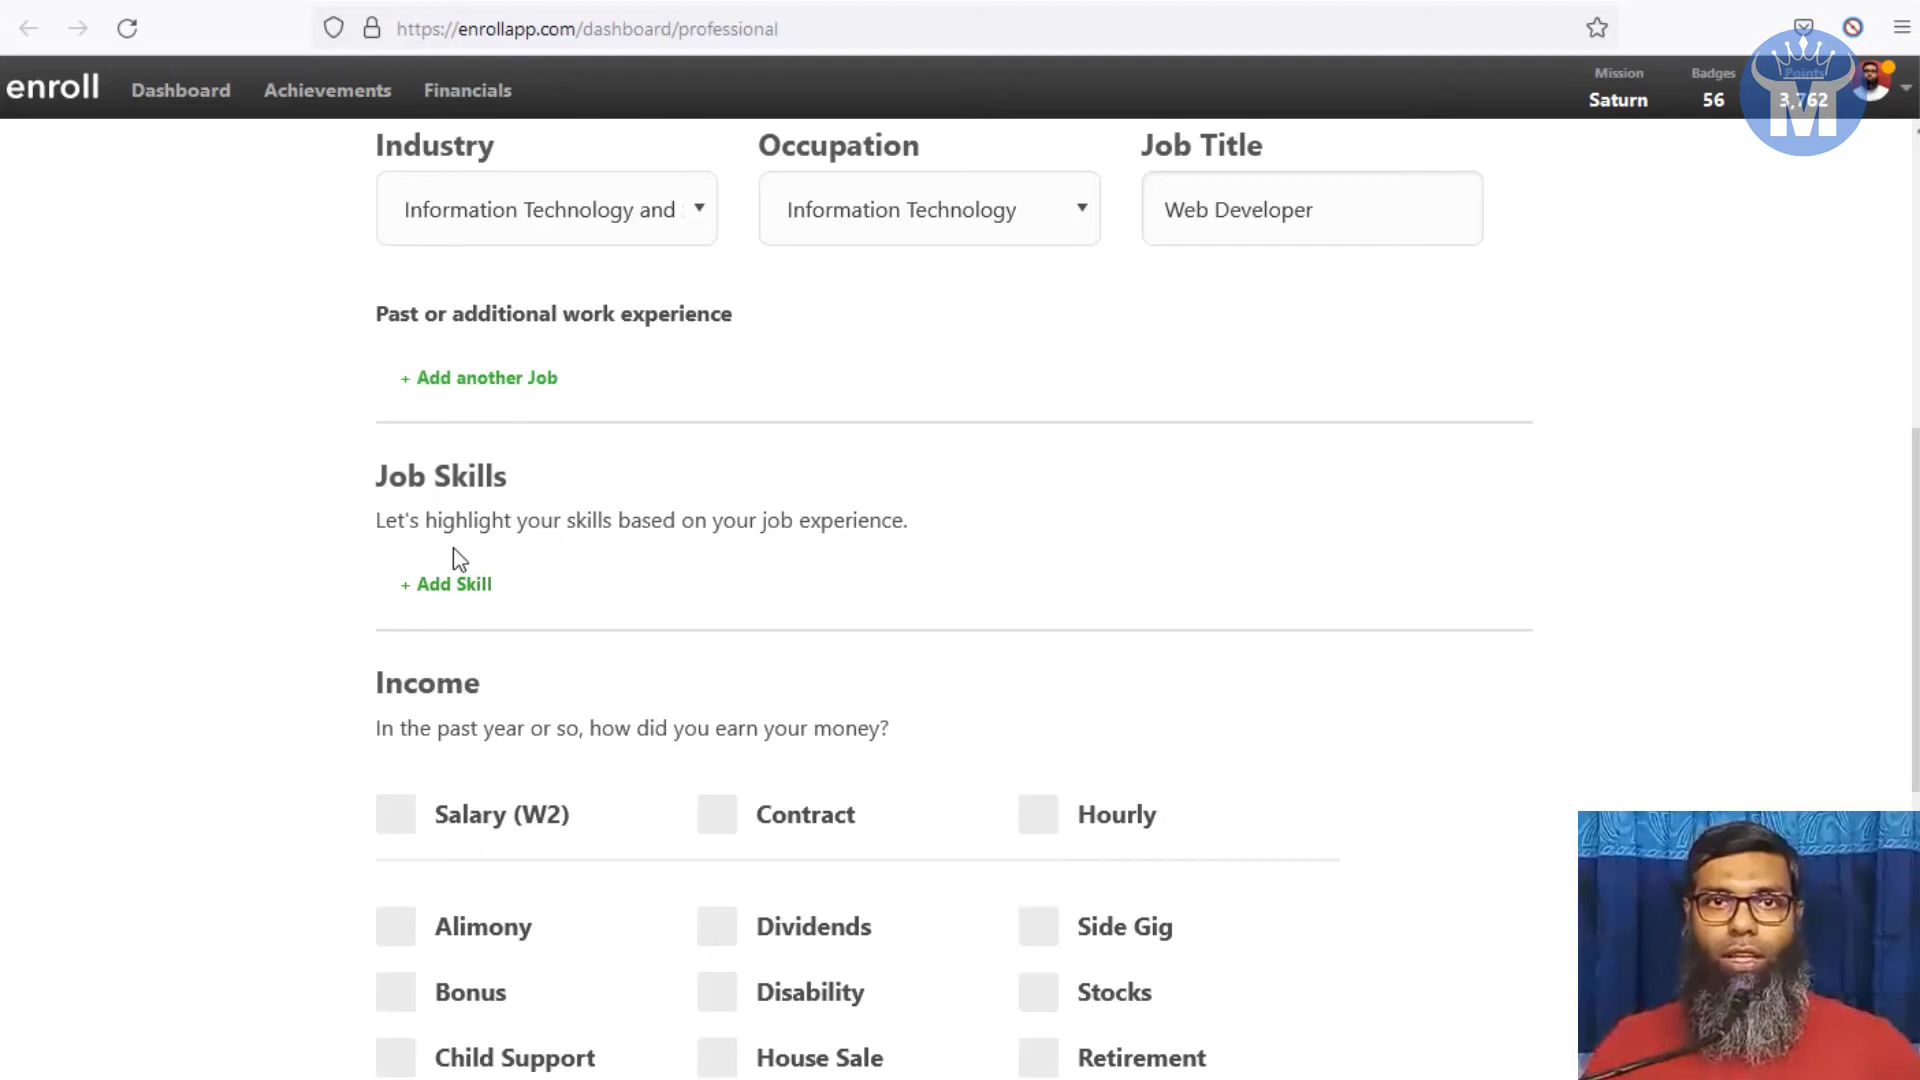 https://enrollapp.com/dashboard/professional
enroll Dashboard Achievements Financials
Mission Badges Points
Saturn 56 3,762
M
Industry Occupation Job Title
Information Technology and Information Technology Web Developer
Past or additional work experience
+ Add another Job
Job Skills
Let's highlight your skills based on your job experience.
+ Add Skill
Income
In the past year or so, how did you earn your money?
Salary (W2) Contract Hourly
Alimony Dividends Side Gig
Bonus Disability Stocks
Child Support House Sale Retirement